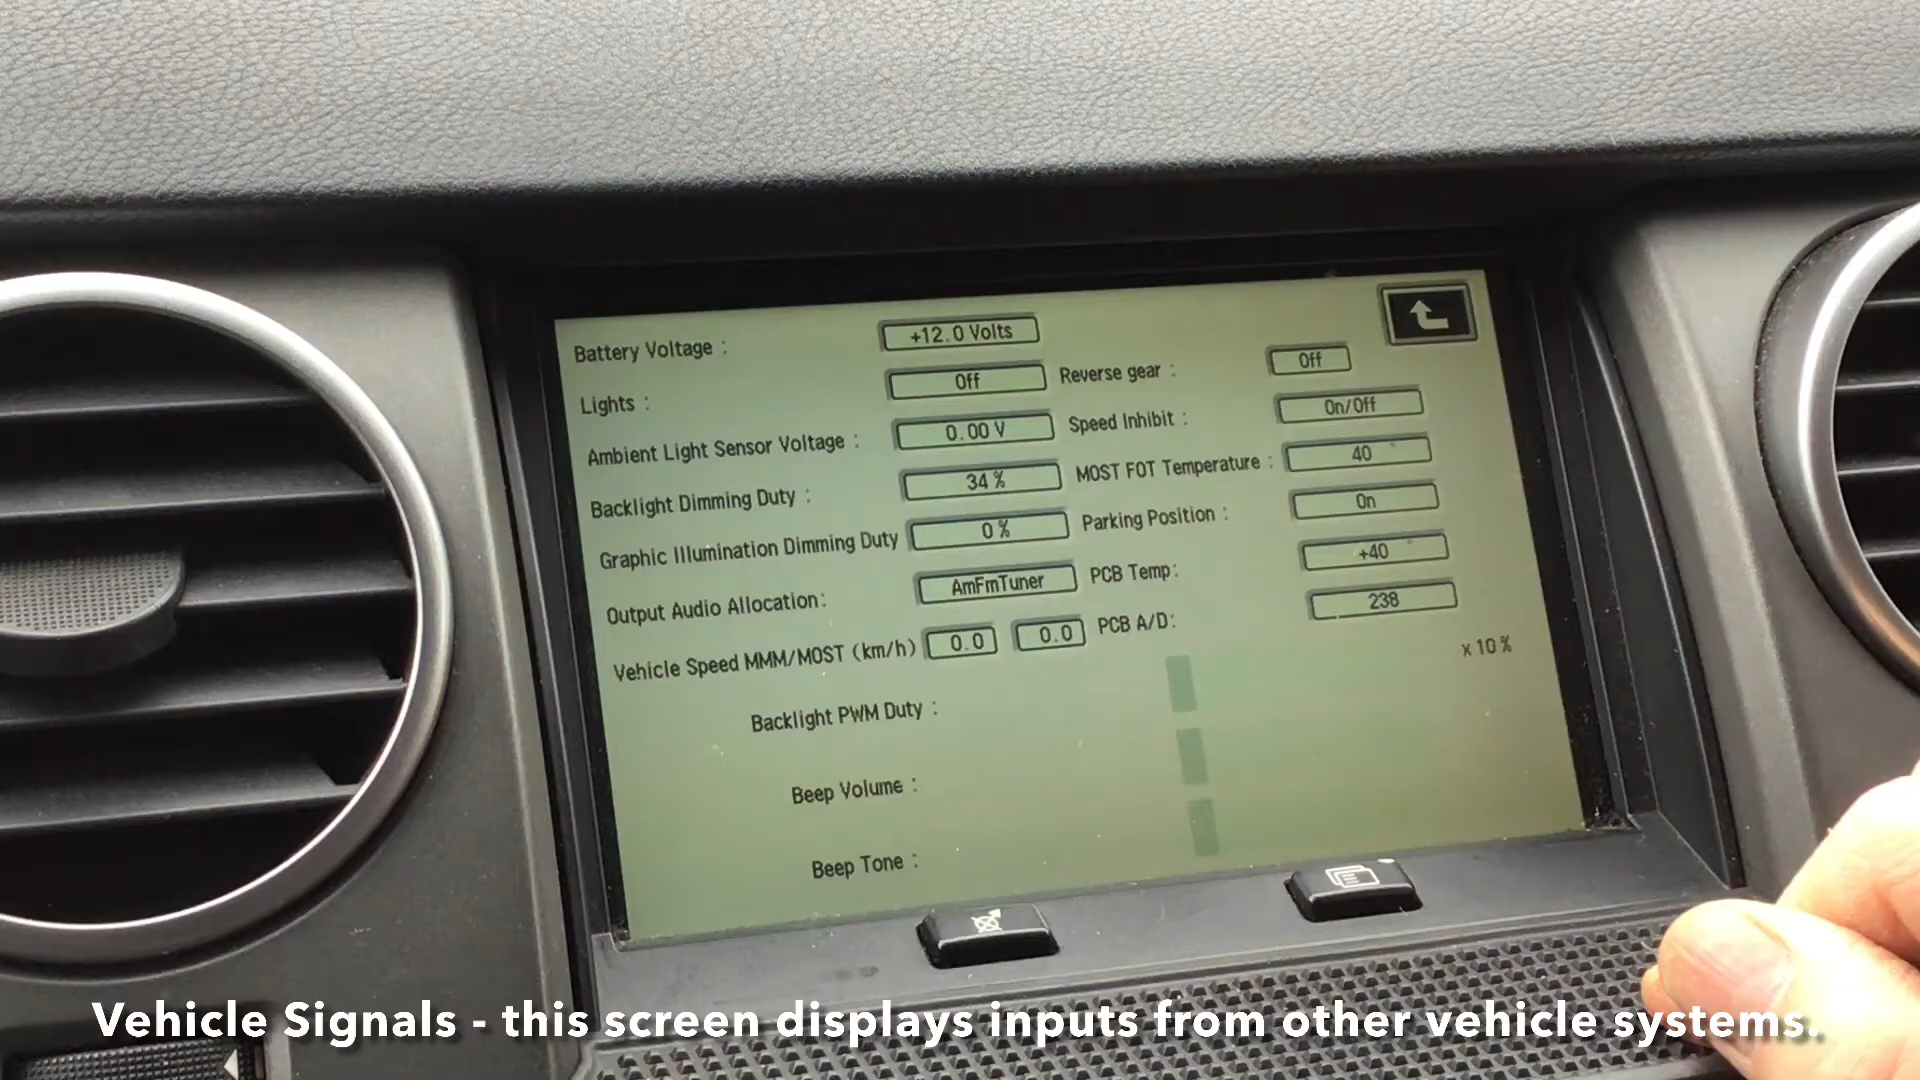 Battery Voltage : +12.0 Volts
Lights : Off Reverse gear : Off
Ambient Light Sensor Voltage : 0.00 V Speed Inhibit : On/Off
Backlight Dimming Duty : 34 % MOST FOT Temperature : 40
Graphic Illumination Dimming Duty 0 % Parking Position : On
Output Audio Allocation: AmFmTuner PCB Temp: +40
Vehicle Speed MMM/MOST (km/h) 0.0 0.0 PCB A/D: 238
x 10 %
Backlight PWM Duty :
Beep Volume :
Beep Tone :
Vehicle Signals - this screen displays inputs from other vehicle systems.